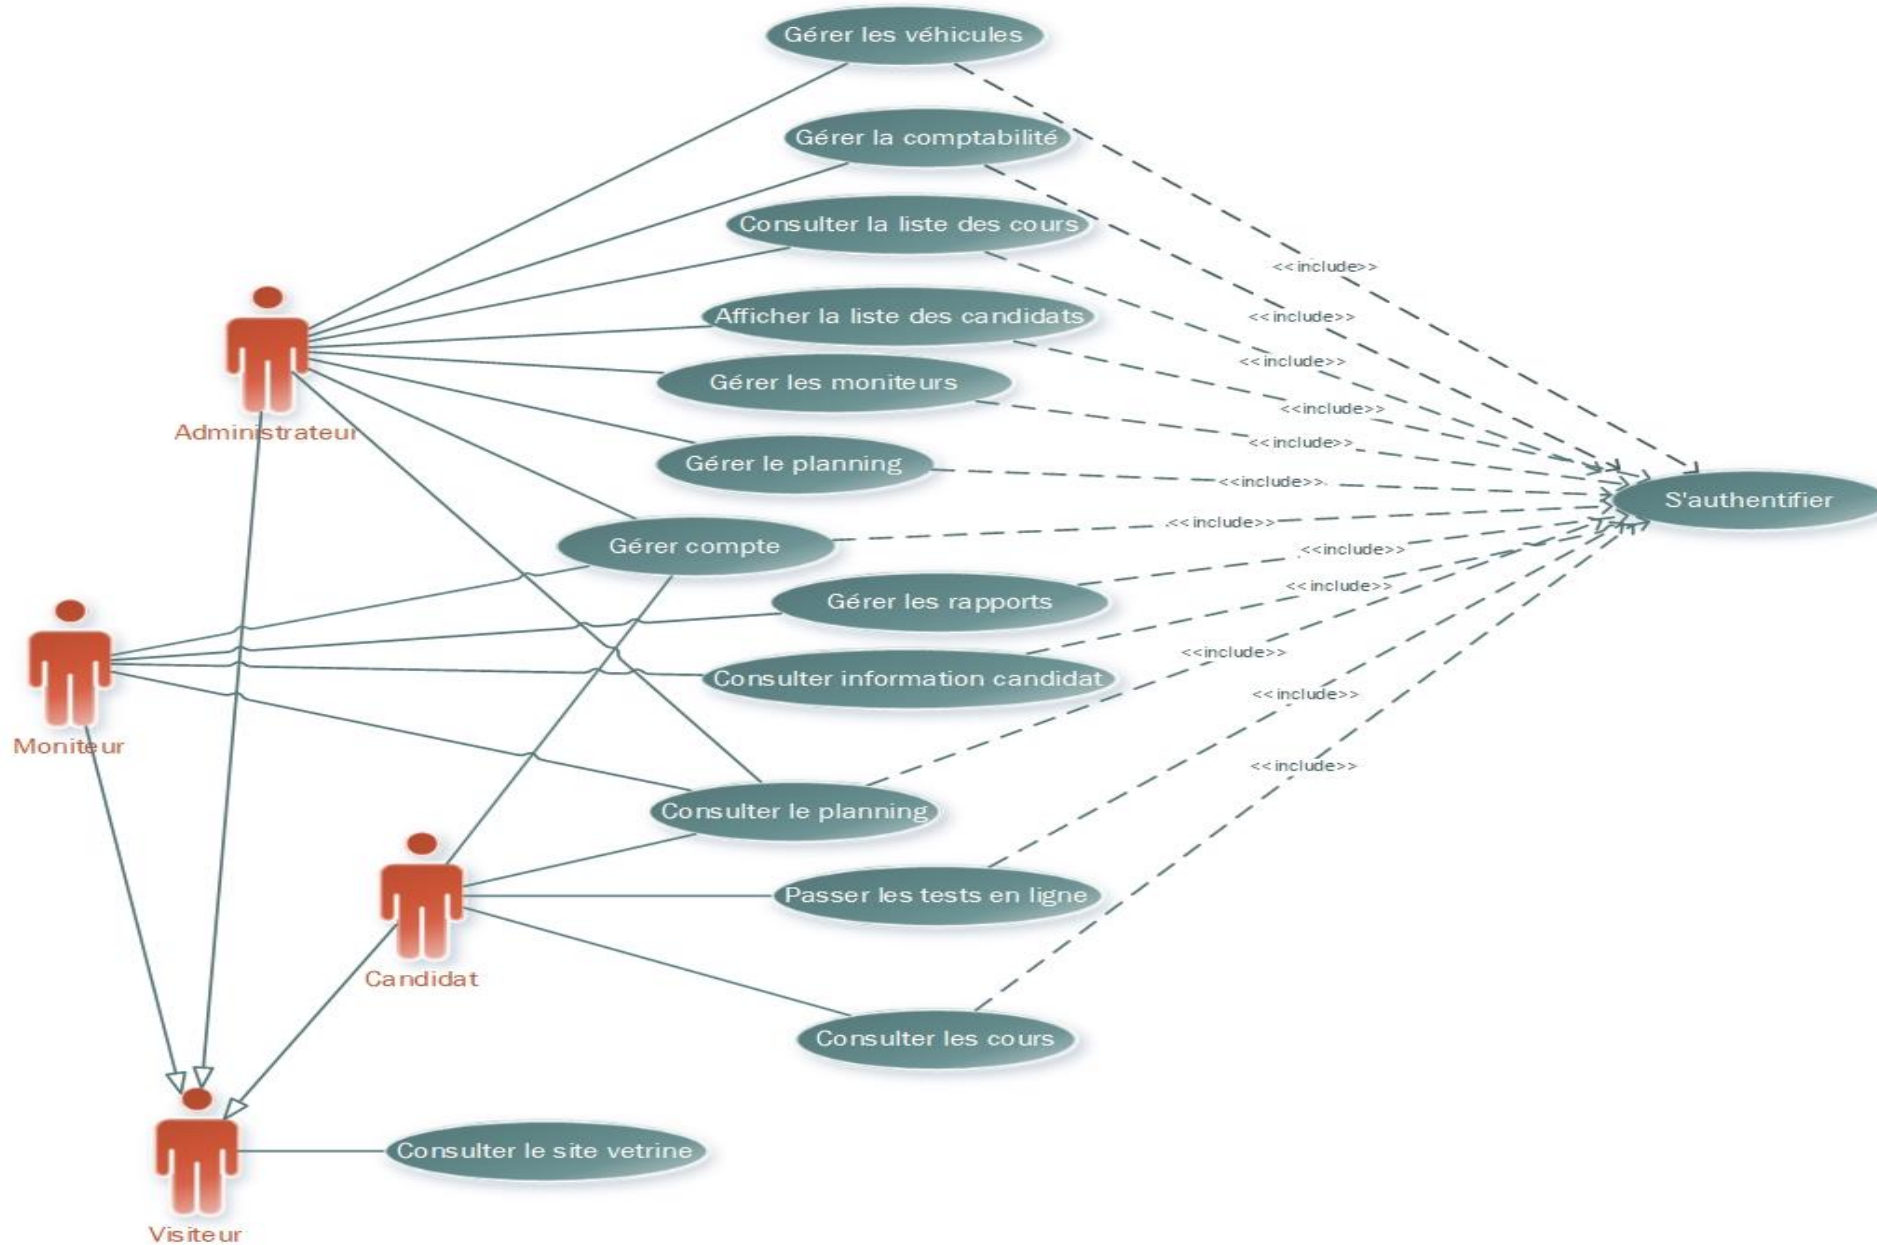 Gérer les véhicules
Gérer la comptabilité
Consulter la liste des cours
<<include>>
Afficher la liste des candidats
<<include>>
<<include>>
Gérer les moniteurs
<<include>>
Administrateur
<<include>>
Gérer le planning
<<include>>
S'authentifier
<<include>>
Gérer compte
<<include>>
<<include>>
Gérer les rapports
<<include>>
Consulter information candidat
<<include>>
Moniteur
<<include>>
Consulter le planning
Passer les tests en ligne
Candidat
Consulter les cours
Consulter le site vetrine
Visiteur